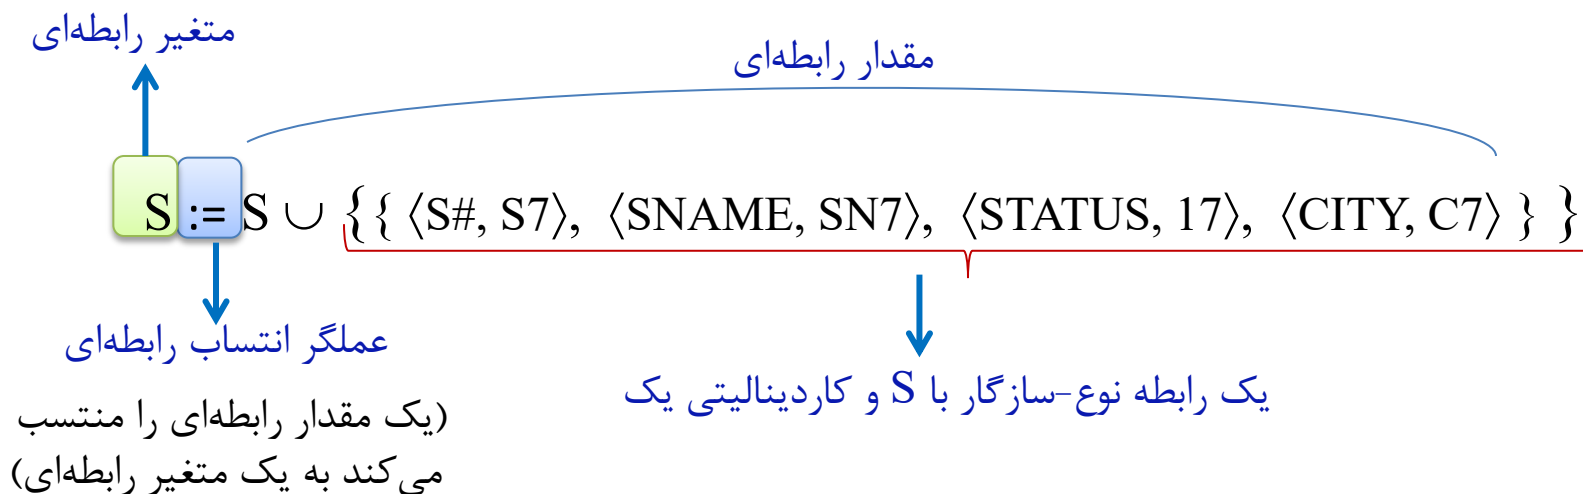 متغیر رابطه‌ای
مقدار رابطه‌ای
S := S ∪ {{ ⟨S#, S7⟩, ⟨SNAME, SN7⟩, ⟨STATUS, 17⟩, ⟨CITY, C7⟩ } }
عملگر انتساب رابطه‌ای
(یک مقدار رابطه‌ای را منتسب
می‌کند به یک متغیر رابطه‌ای)
یک رابطه نوع-سازگار با S و کاردینالیتی یک